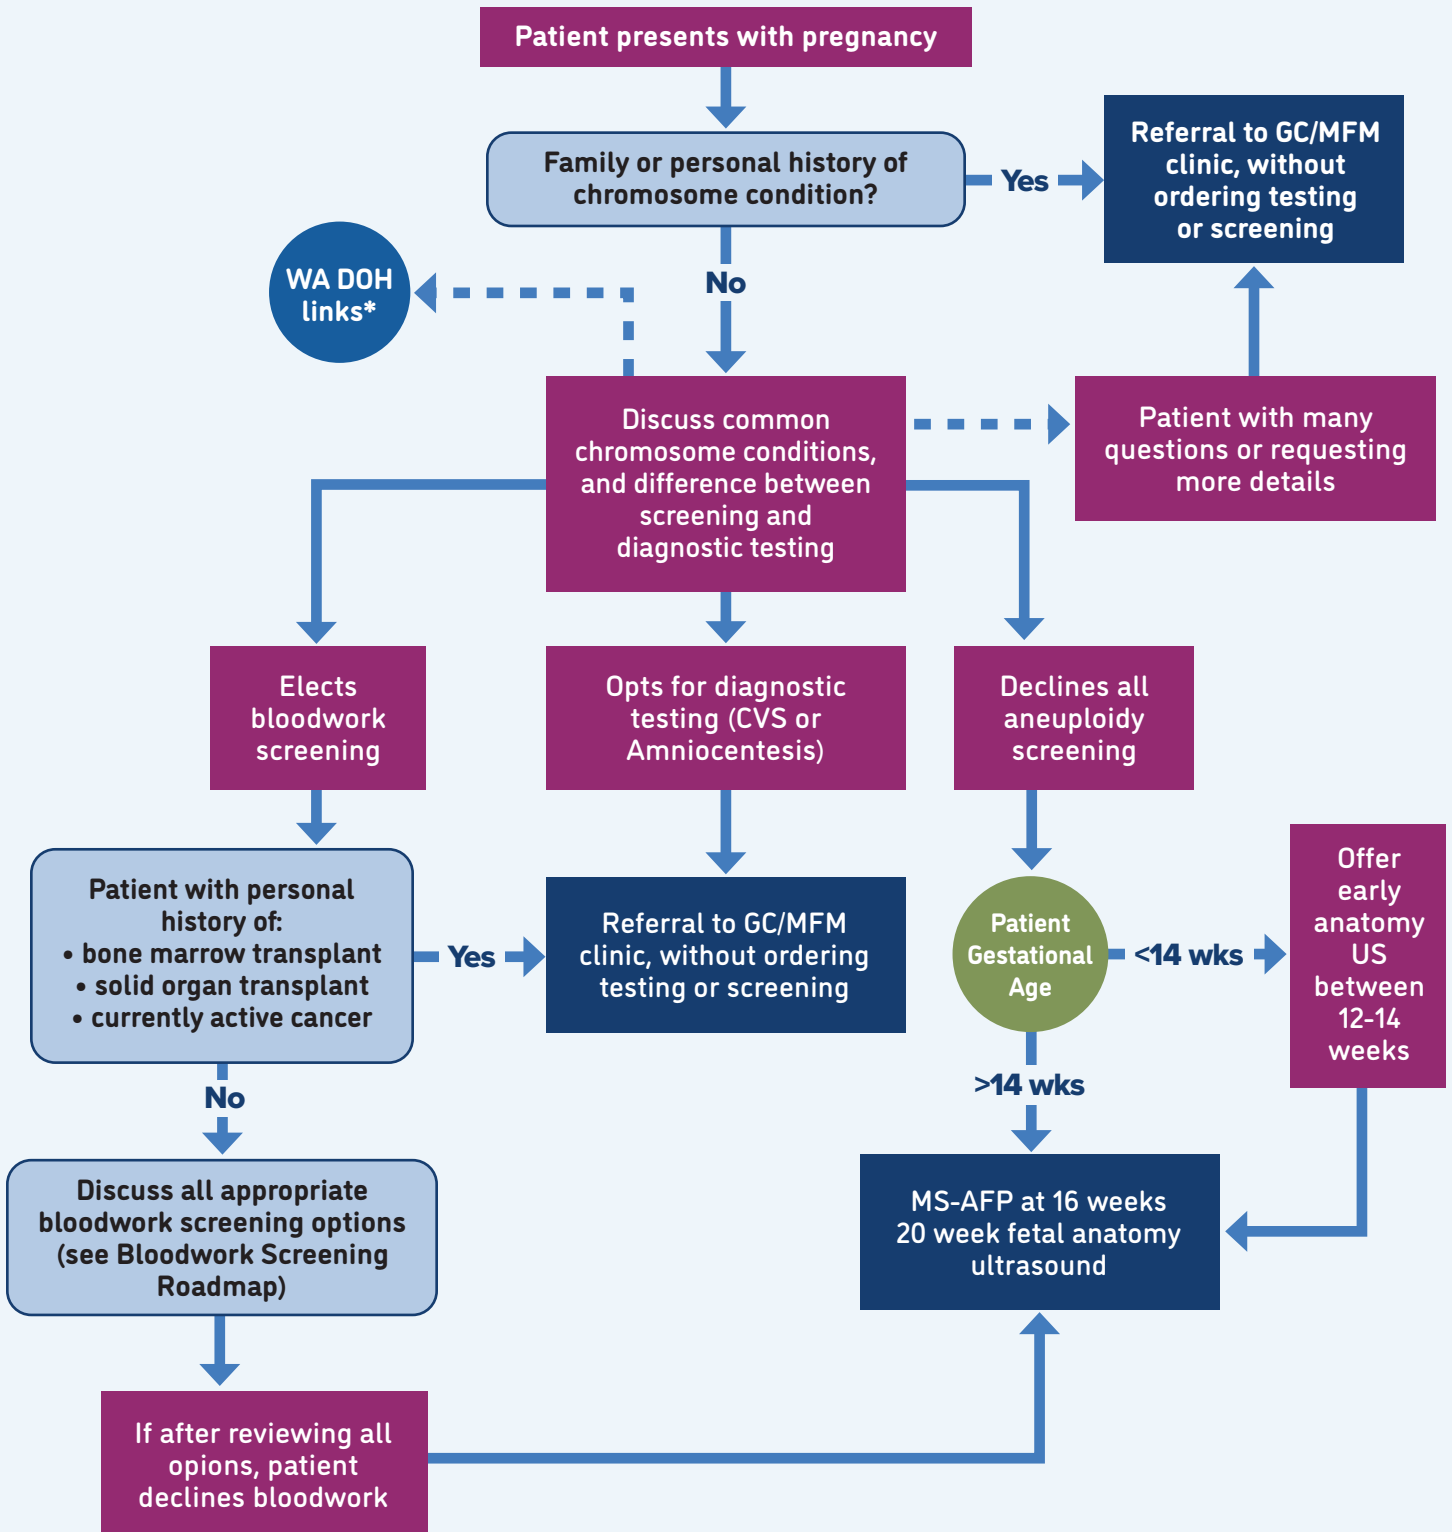 Patient presents with pregnancy
Family or personal history of
chromosome condition?
Yes
Referral to GC/MFM
clinic, without
ordering testing
or screening
WA DOH
links*
No
Discuss common
chromosome conditions,
and difference between
screening and
diagnostic testing
Patient with many
questions or requesting
more details
Elects
bloodwork
screening
Opts for diagnostic
testing (CVS or
Amniocentesis)
Declines all
aneuploidy
screening
Patient with personal
history of:
• bone marrow transplant
• solid organ transplant
• currently active cancer
Yes
Referral to GC/MFM
clinic, without ordering
testing or screening
Patient
Gestational
Age
<14 wks
Offer
early
anatomy
US
between
12-14
weeks
>14 wks
No
Discuss all appropriate
bloodwork screening options
(see Bloodwork Screening
Roadmap)
MS-AFP at 16 weeks
20 week fetal anatomy
ultrasound
If after reviewing all
opions, patient
declines bloodwork